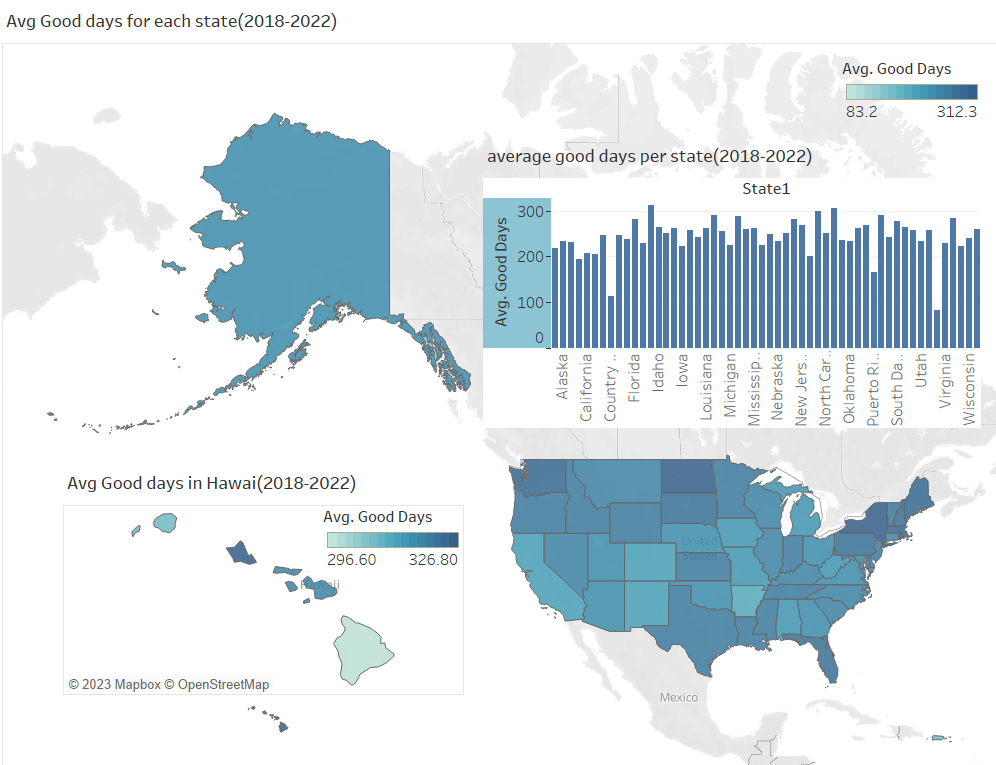 Avg Good days for each state(2018-2022)
Avg. Good Days
83.2
312.3
average good days per state(2018-2022)
State1
Avg. Good Days
300
200
100
0
Alaska
California
Country ..
Florida
Idaho
Iowa
Louisiana
Michigan
Mississip..
Nebraska
New Jers..
North Car..
Oklahoma
Puerto Ri..
South Da..
Utah
Virginia
Wisconsin
Avg Good days in Hawai(2018-2022)
Avg. Good Days
296.60
326.80
Hawaii
© 2023 Mapbox © OpenStreetMap
United
States
Mexico